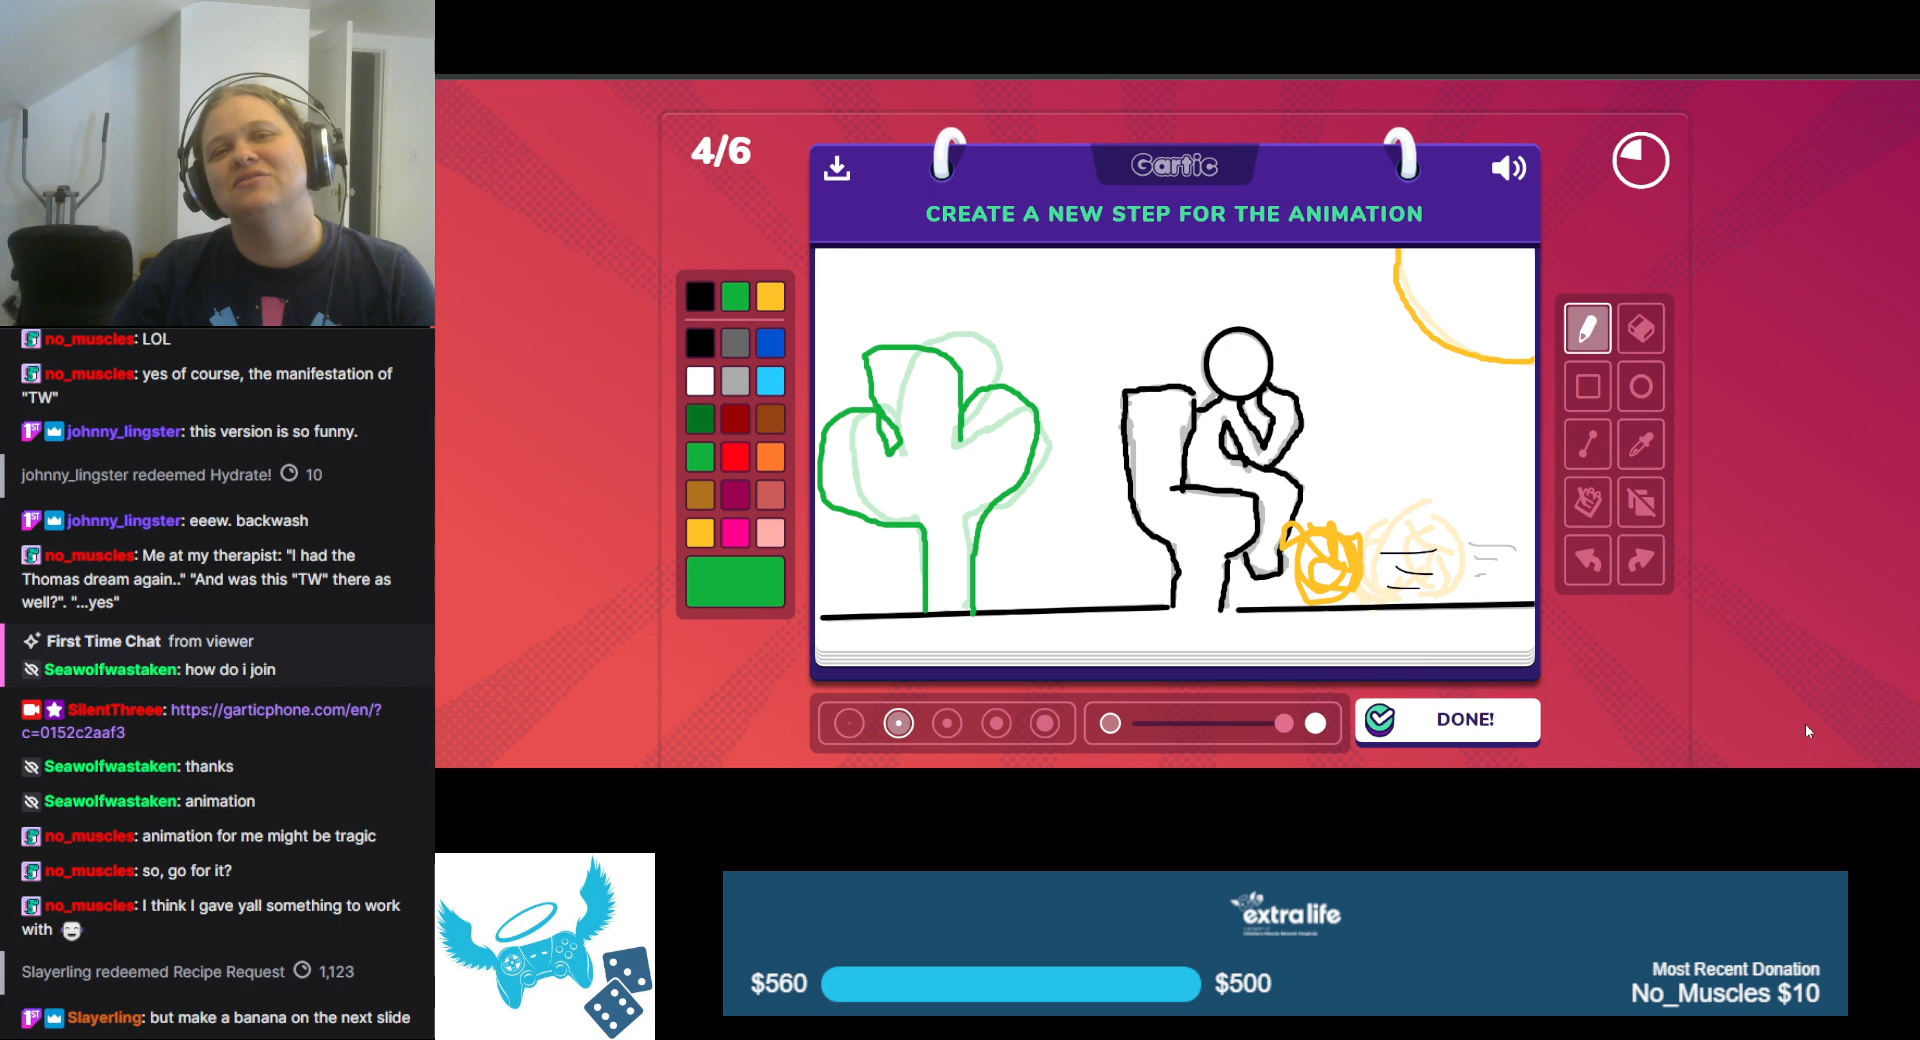 no_muscles: LOL
no_muscles: yes of course, the manifestation of
"TW"
johnny_lingster: this version is so funny.
johnny_lingster redeemed Hydrate! 10
johnny_lingster: eeew. backwash
no_muscles: Me at my therapist: "I had the
Thomas dream again.." "And was this "TW" there as
well?". "...yes"
First Time Chat from viewer
Seawolfwastaken: how do i join
SilentThreee: https://garticphone.com/en/?
c=0152c2aaf3
Seawolfwastaken: thanks
Seawolfwastaken: animation
no_muscles: animation for me might be tragic
no_muscles: so, go for it?
no_muscles: I think I gave yall something to work
with
Slayerling redeemed Recipe Request 1,123
Slayerling: but make a banana on the next slide
4/6
Gartic
CREATE A NEW STEP FOR THE ANIMATION
DONE!
extra life
$560
$500
Most Recent Donation
No_Muscles $10